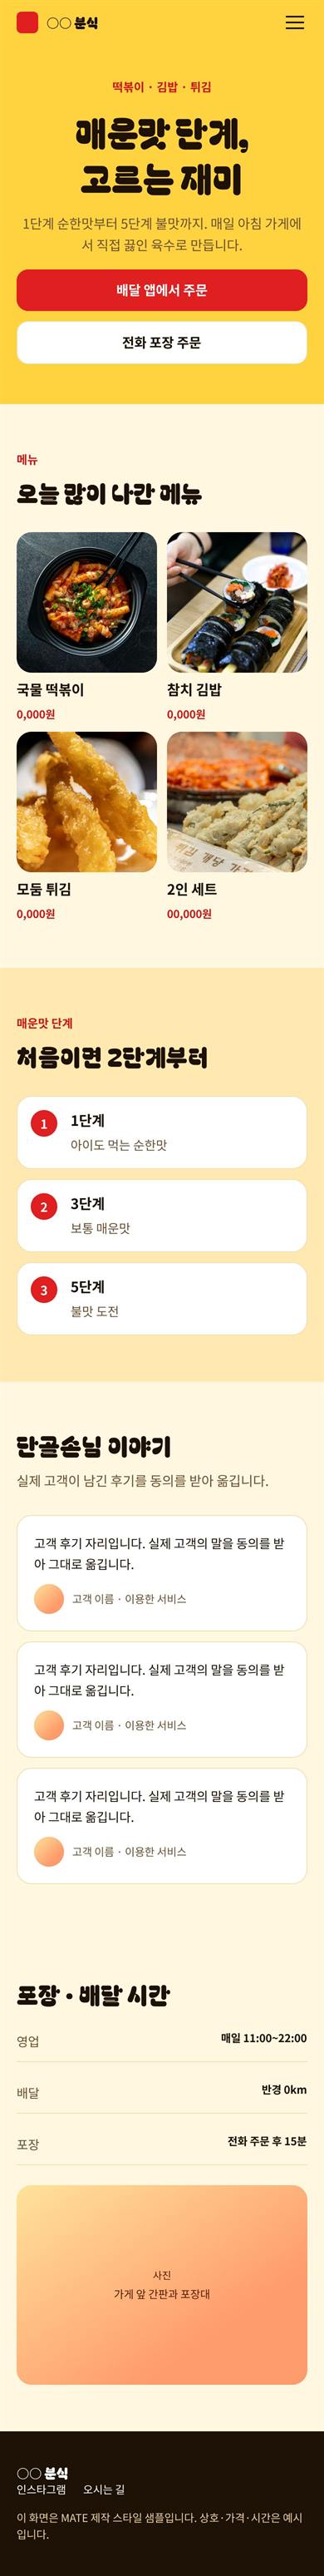 ○○ 분식
떡볶이 · 김밥 · 튀김
매운맛 단계,
고르는 재미
1단계 순한맛부터 5단계 불맛까지. 매일 아침 가게에
서 직접 끓인 육수로 만듭니다.
배달 앱에서 주문
전화 포장 주문
메뉴
오늘 많이 나간 메뉴
국물 떡볶이
참치 김밥
0,000원
0,000원
모둠 튀김
2인 세트
0,000원
00,000원
매운맛 단계
처음이면 2단계부터
1
1단계
아이도 먹는 순한맛
2
3단계
보통 매운맛
3
5단계
불맛 도전
단골손님 이야기
실제 고객이 남긴 후기를 동의를 받아 옮깁니다.
고객 후기 자리입니다. 실제 고객의 말을 동의를 받
아 그대로 옮깁니다.
고객 이름 · 이용한 서비스
고객 후기 자리입니다. 실제 고객의 말을 동의를 받
아 그대로 옮깁니다.
고객 이름 · 이용한 서비스
고객 후기 자리입니다. 실제 고객의 말을 동의를 받
아 그대로 옮깁니다.
고객 이름 · 이용한 서비스
포장 · 배달 시간
영업 매일 11:00~22:00
배달 반경 0km
포장 전화 주문 후 15분
사진
가게 앞 간판과 포장대
○○ 분식
인스타그램 오시는 길
이 화면은 MATE 제작 스타일 샘플입니다. 상호·가격·시간은 예시
입니다.